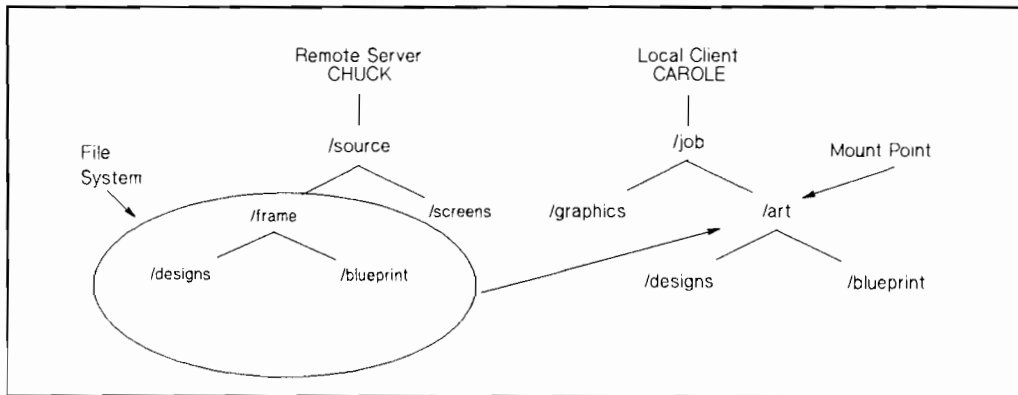 Remote Server
CHUCK
Local Client
CAROLE
/source
/job
File
System
Mount Point
/frame
/screens
/graphics
/art
/designs
/blueprint
/designs
/blueprint